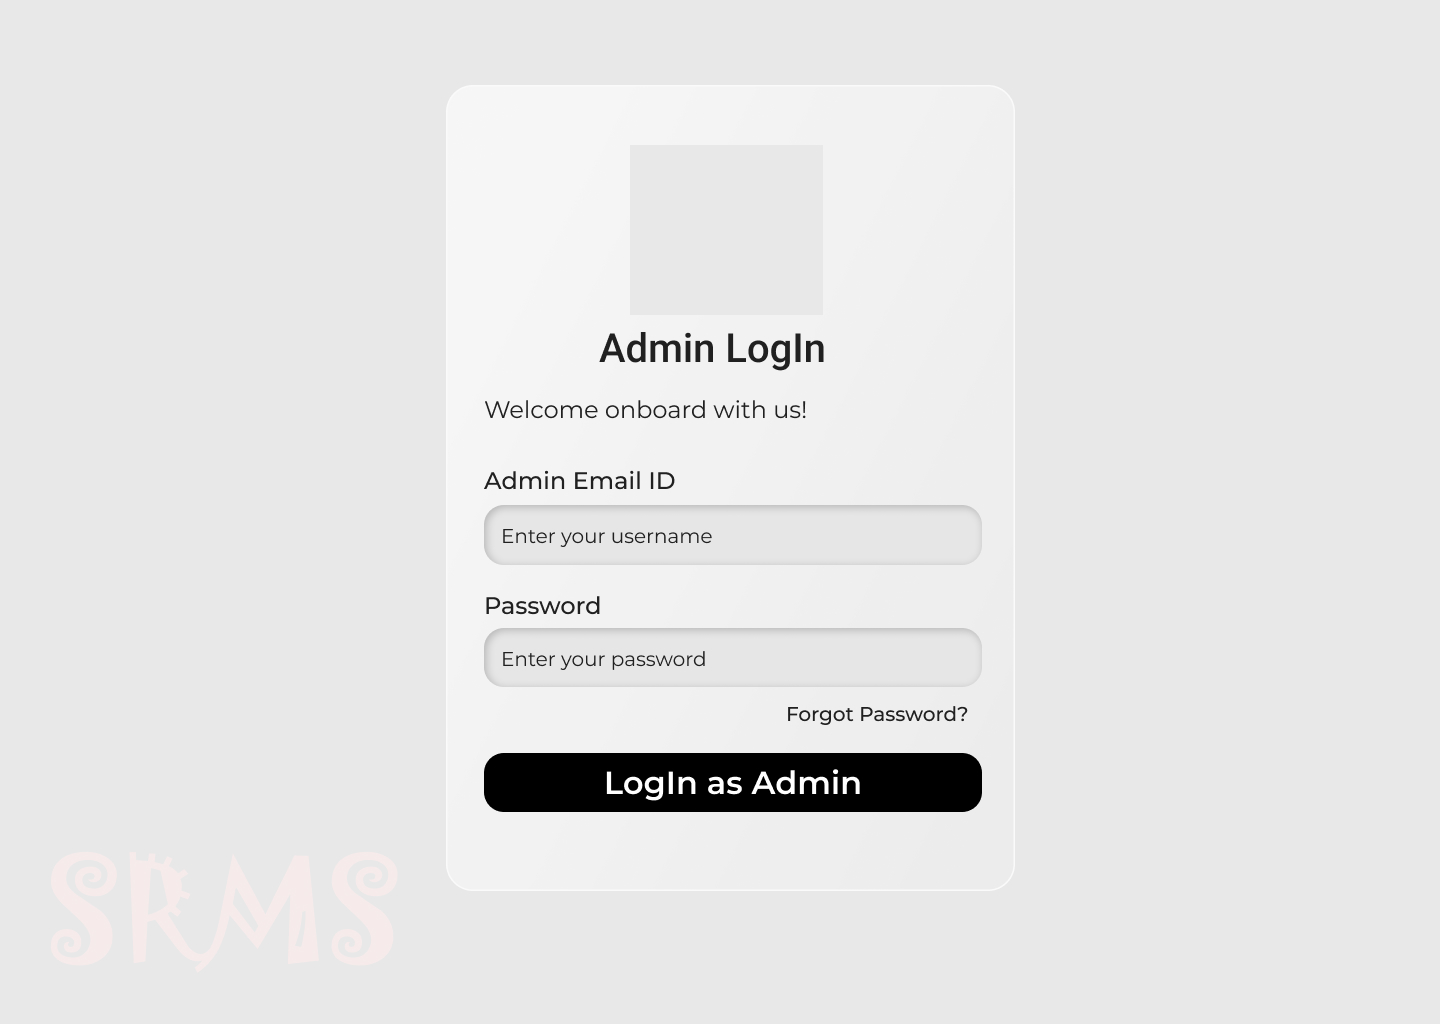 Admin LogIn
Welcome onboard with us!
Admin Email ID
Enter your username
Password
Enter your password
Forgot Password?
LogIn as Admin
SRMS